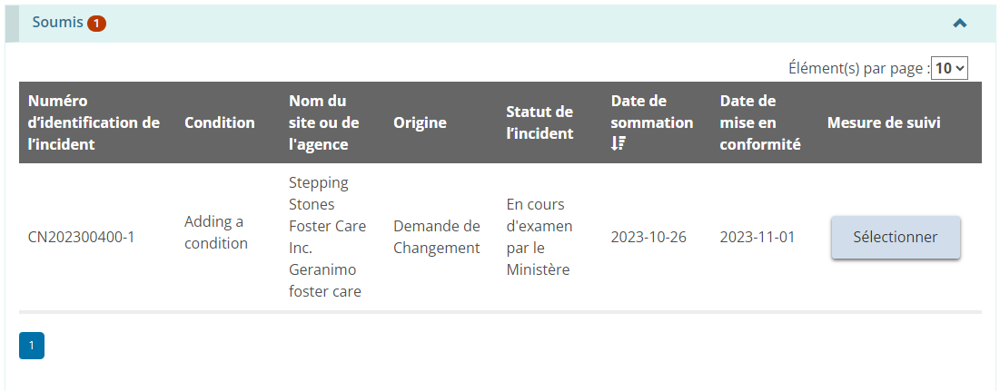 Soumis 1
Élément(s) par page : 10
Numéro
d’identification de
l’incident
Condition
Nom du
site ou de
l'agence
Origine
Statut de
l’incident
Date de
sommation
Date de
mise en
conformité
Mesure de suivi
CN202300400-1
Adding a
condition
Stepping
Stones
Foster Care
Inc.
Geranimo
foster care
Demande de
Changement
En cours
d'examen
par le
Ministère
2023-10-26
2023-11-01
Sélectionner
1